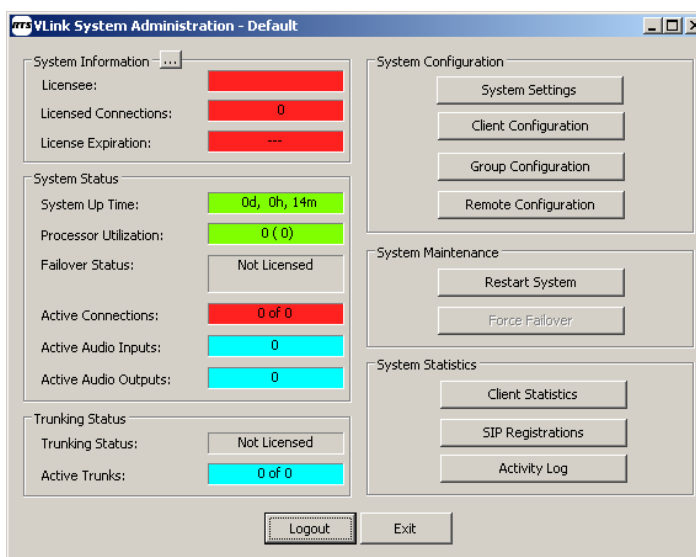 RTS VLink System Administration - Default
System Information ...
Licensee:
Licensed Connections: 0
License Expiration: ---
System Status
System Up Time: 0d, 0h, 14m
Processor Utilization: 0 ( 0)
Failover Status: Not Licensed
Active Connections: 0 of 0
Active Audio Inputs: 0
Active Audio Outputs: 0
Trunking Status
Trunking Status: Not Licensed
Active Trunks: 0 of 0
System Configuration
System Settings
Client Configuration
Group Configuration
Remote Configuration
System Maintenance
Restart System
Force Failover
System Statistics
Client Statistics
SIP Registrations
Activity Log
Logout
Exit